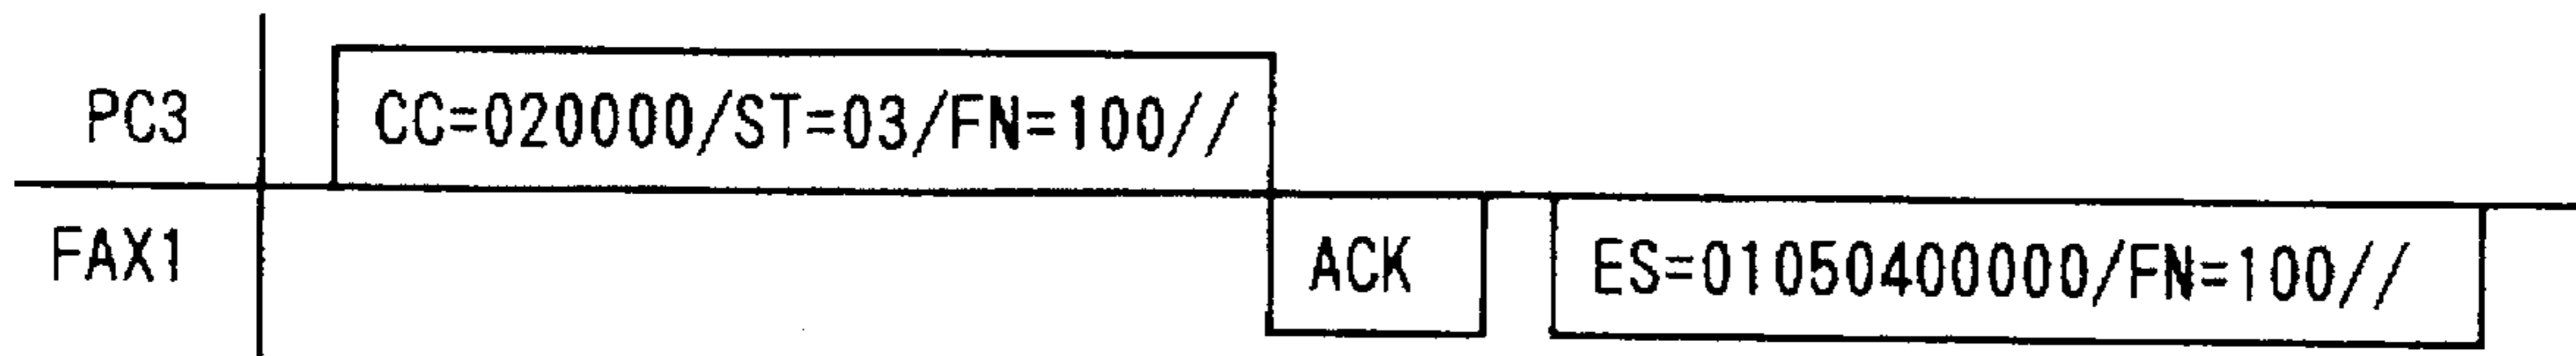 PC3 CC=020000/ST=03/FN=100//
FAX1 ACK ES=01050400000/FN=100//